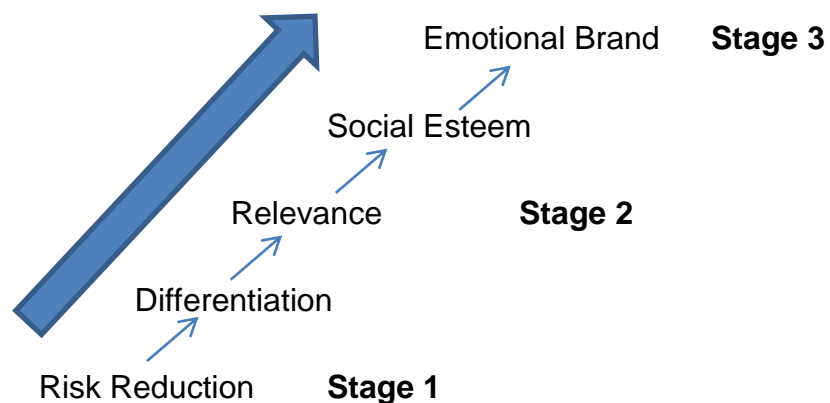 Emotional Brand Stage 3
Social Esteem
Relevance Stage 2
Differentiation
Risk Reduction Stage 1